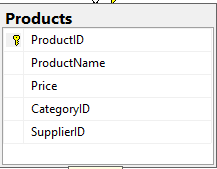 Products
ProductID
ProductName
Price
CategoryID
SupplierID